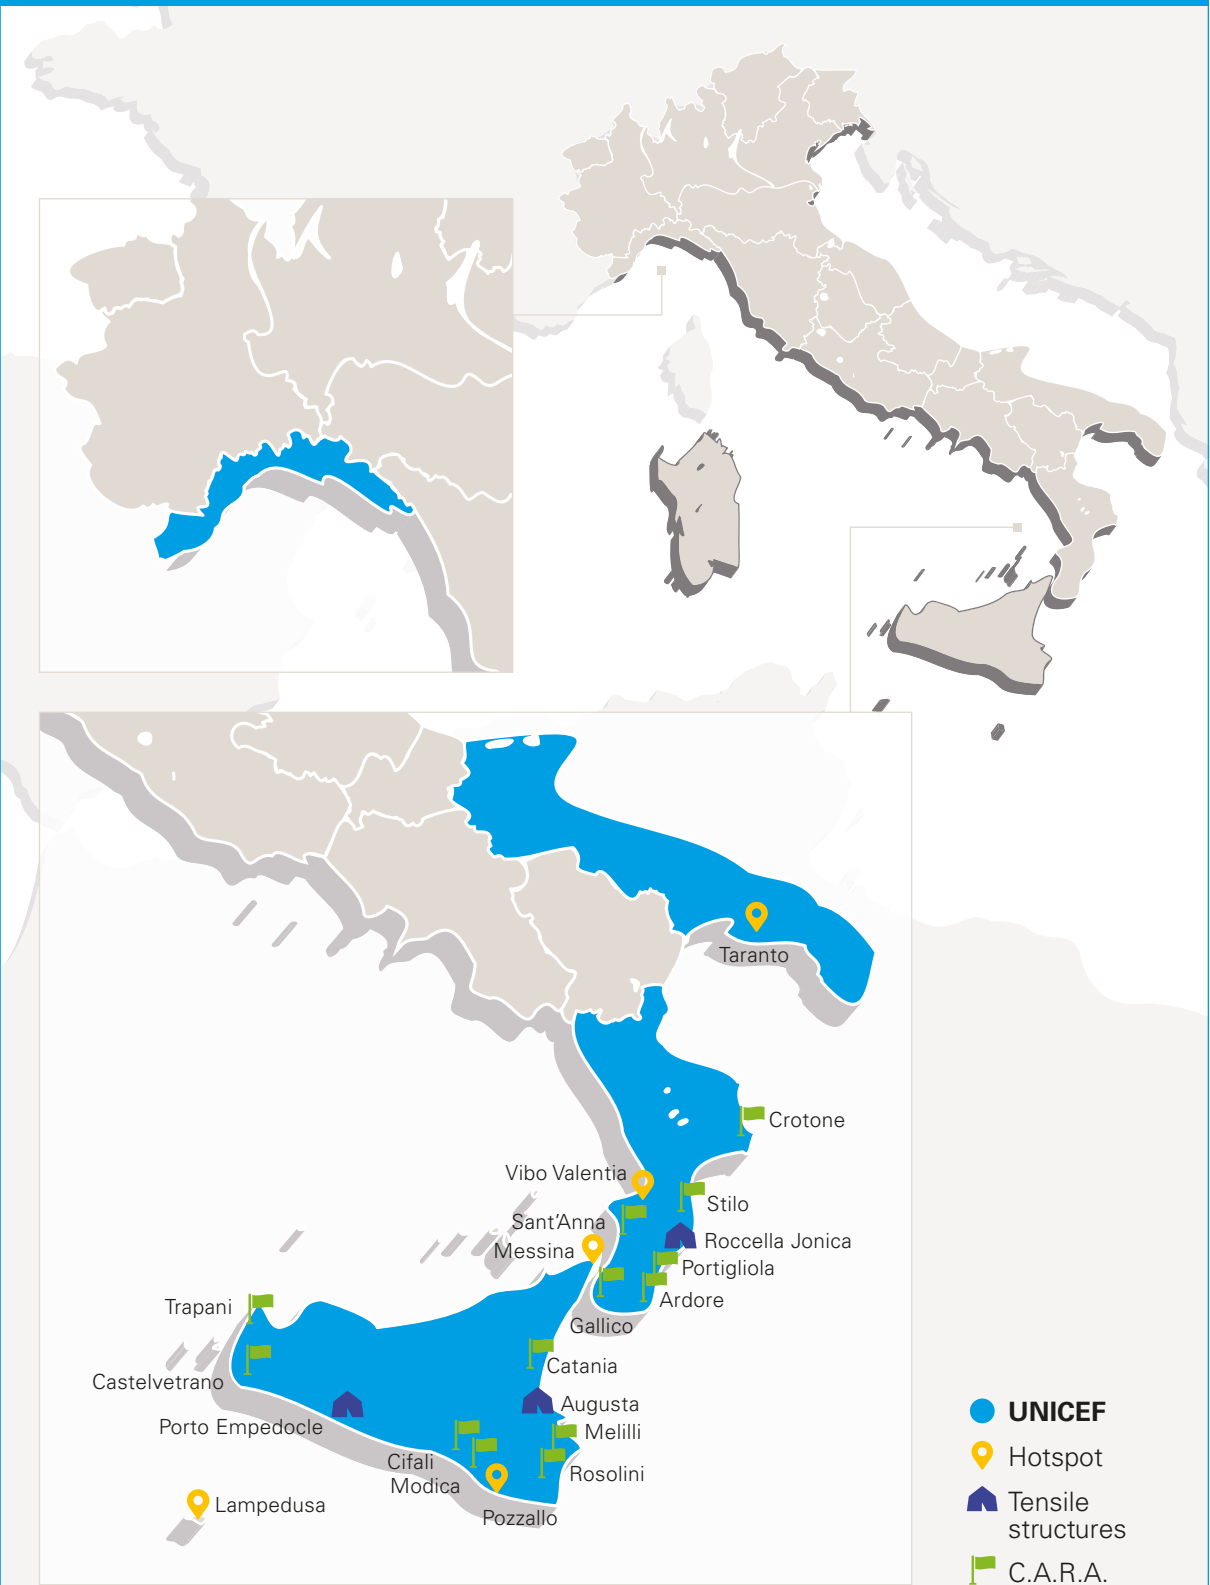 Taranto
Crotone
Vibo Valentia
Stilo
Sant'Anna
Roccella Jonica
Messina
Portigliola
Ardore
Trapani
Gallico
Catania
Castelvetrano
Augusta
Porto Empedocle
Melilli
Cifali
Rosolini
Modica
Lampedusa
Pozzallo
UNICEF
Hotspot
Tensile
structures
C.A.R.A.